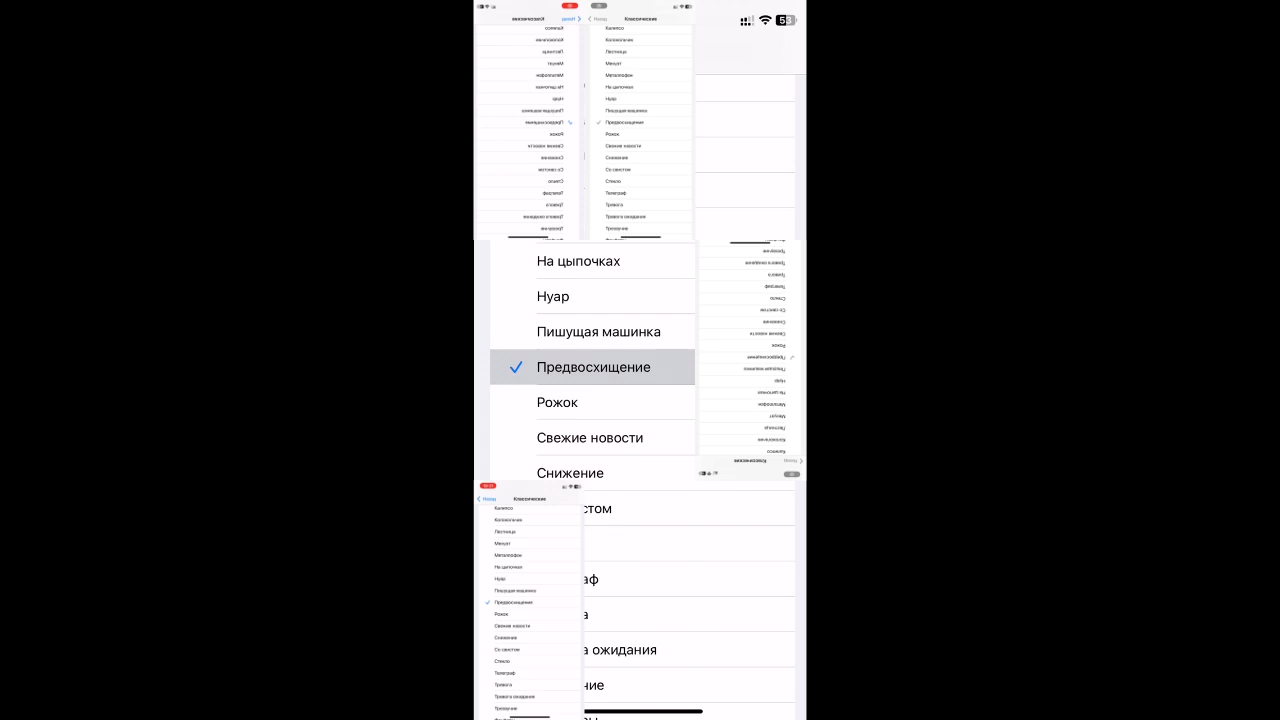 Назад Классические
Калипсо
Колокольчик
Лестница
Менуэт
Металлофон
На цыпочках
Нуар
Пишущая машинка
Предвосхищение
Рожок
Свежие новости
Снижение
Со свистом
Стекло
Телеграф
Тревога
Тревога ожидания
Трезвучие
53
На цыпочках
Нуар
Пишущая машинка
Предвосхищение
Рожок
Свежие новости
Снижение
стом
аф
а
а ожидания
ние
Назад Классические
Калипсо
Колокольчик
Лестница
Менуэт
Металлофон
На цыпочках
Нуар
Пишущая машинка
Предвосхищение
Рожок
Свежие новости
Снижение
Со свистом
Стекло
Телеграф
Тревога
Тревога ожидания
Трезвучие